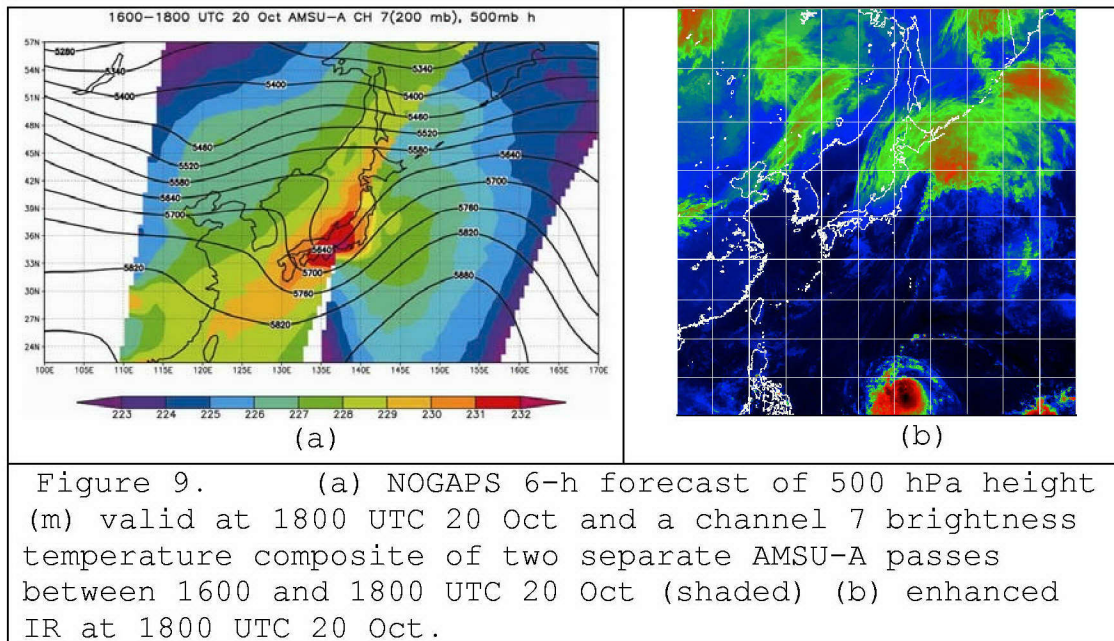 1600-1800 UTC 20 Oct AMSU-A CH 7(200 mb), 500mb h
57N
54N
51N
48N
45N
42N
39N
36N
33N
30N
27N
24N
5280
5340
5400
5460
5520
5580
5640
5700
5820
5340
5400
5460
5520
5580
5640
5700
5760
5820
5880
5640
5700
5760
5820
100E 105E 110E 115E 120E 125E 130E 135E 140E 145E 150E 155E 160E 165E 170E
223 224 225 226 227 228 229 230 231 232
(a)
(b)
Figure 9. (a) NOGAPS 6-h forecast of 500 hPa height
(m) valid at 1800 UTC 20 Oct and a channel 7 brightness
temperature composite of two separate AMSU-A passes
between 1600 and 1800 UTC 20 Oct (shaded) (b) enhanced
IR at 1800 UTC 20 Oct.